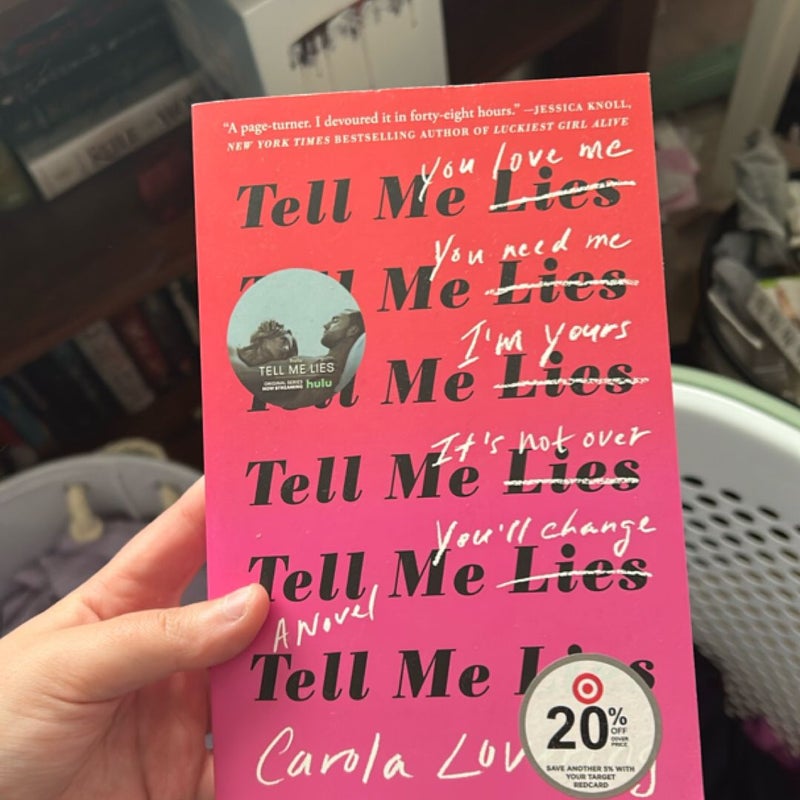 "A page-turner. I devoured it in forty-eight hours." —JESSICA KNOLL,
NEW YORK TIMES BESTSELLING AUTHOR OF LUCKIEST GIRL ALIVE
you love me
Tell Me Lies
You need me
Me Lies
I'm yours
Me Lies
It's not over
Tell Me Lies
You'll change
Tell Me Lies
A Novel
Tell Me
Carola
hulu
TELL ME LIES
ORIGINAL SERIES
NOW STREAMING hulu
20% OFF
COVER PRICE
SAVE ANOTHER 5% WITH
YOUR TARGET
REDCARD